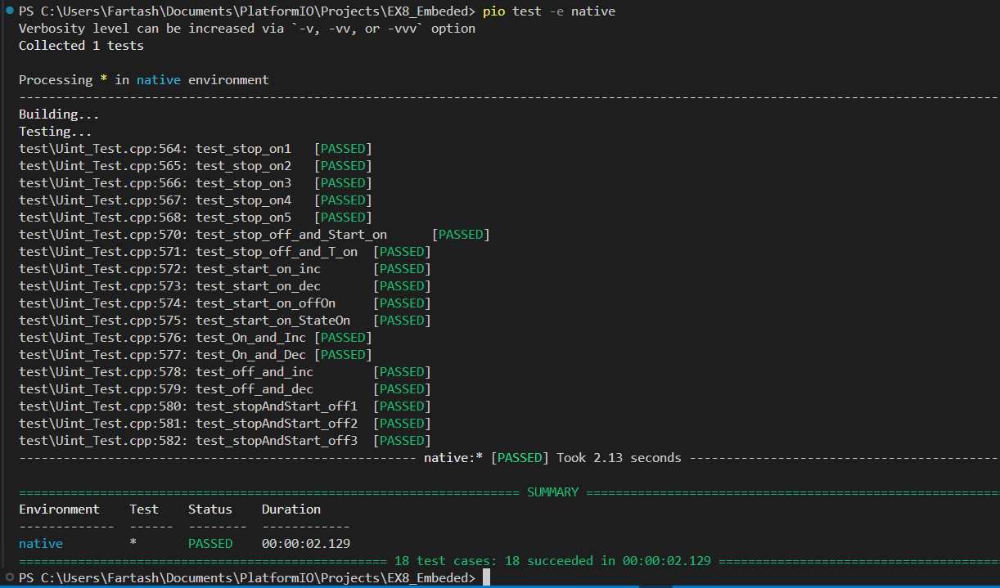 PS C:\Users\Fartash\Documents\PlatformIO\Projects\EX8_Embeded> pio test -e native
Verbosity level can be increased via `-v, -vv, or -vvv` option
Collected 1 tests
Processing * in native environment
--------------------------------------------------------------------------------
Building...
Testing...
test\Uint_Test.cpp:564: test_stop_on1   [PASSED]
test\Uint_Test.cpp:565: test_stop_on2   [PASSED]
test\Uint_Test.cpp:566: test_stop_on3   [PASSED]
test\Uint_Test.cpp:567: test_stop_on4   [PASSED]
test\Uint_Test.cpp:568: test_stop_on5   [PASSED]
test\Uint_Test.cpp:570: test_stop_off_and_Start_on      [PASSED]
test\Uint_Test.cpp:571: test_stop_off_and_T_on  [PASSED]
test\Uint_Test.cpp:572: test_start_on_inc       [PASSED]
test\Uint_Test.cpp:573: test_start_on_dec       [PASSED]
test\Uint_Test.cpp:574: test_start_on_offOn     [PASSED]
test\Uint_Test.cpp:575: test_start_on_StateOn   [PASSED]
test\Uint_Test.cpp:576: test_On_and_Inc [PASSED]
test\Uint_Test.cpp:577: test_On_and_Dec [PASSED]
test\Uint_Test.cpp:578: test_off_and_inc        [PASSED]
test\Uint_Test.cpp:579: test_off_and_dec        [PASSED]
test\Uint_Test.cpp:580: test_stopAndStart_off1  [PASSED]
test\Uint_Test.cpp:581: test_stopAndStart_off2  [PASSED]
test\Uint_Test.cpp:582: test_stopAndStart_off3  [PASSED]
------------------------------------------------------ native:* [PASSED] Took 2.13 seconds ------------------------------------------
==================================================================== SUMMARY ========================================================
Environment    Test    Status    Duration
-------------  ------  --------  ------------
native         *       PASSED    00:00:02.129
================================================== 18 test cases: 18 succeeded in 00:00:02.129 ======================================
PS C:\Users\Fartash\Documents\PlatformIO\Projects\EX8_Embeded>